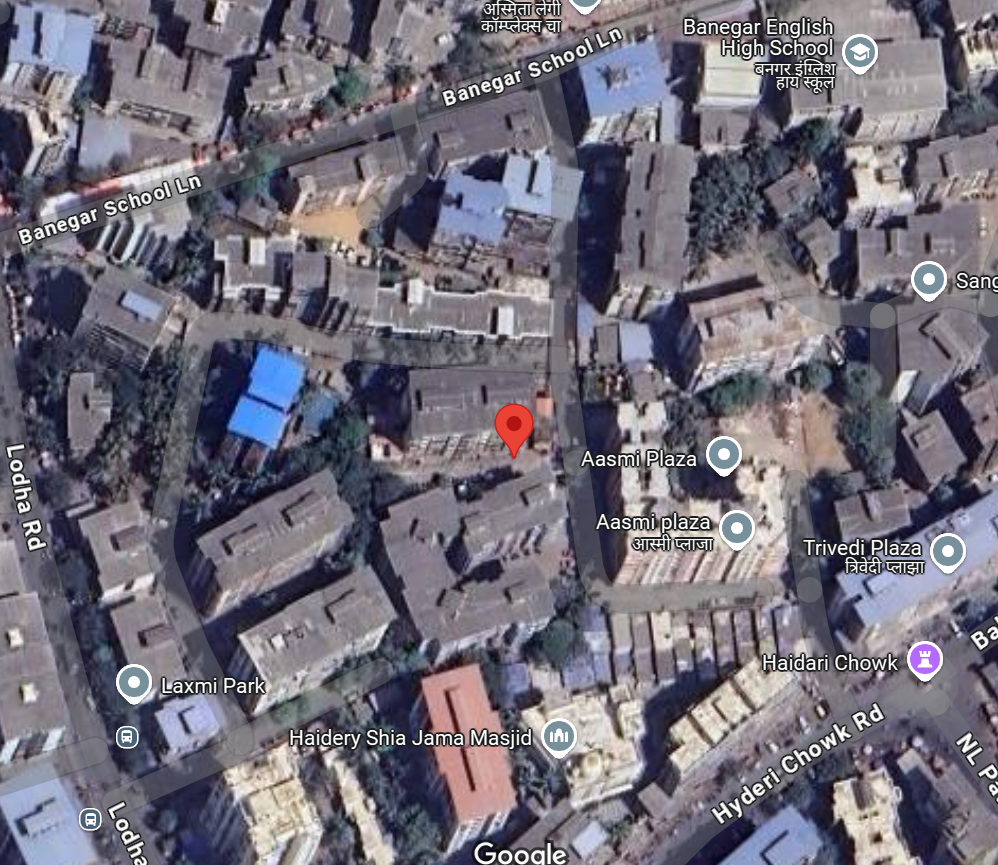 अस्मिता लेगी
कॉम्प्लेक्स चा
Banegar School Ln
Banegar English
High School
बनगर इंग्लिश
हाय स्कूल
Banegar School Ln
Sang
Lodha Rd
Aasmi Plaza
Aasmi plaza
आस्मी प्लाजा
Trivedi Plaza
त्रिवेदी प्लाझा
Haidari Chowk
Laxmi Park
Haidery Shia Jama Masjid
Hyderi Chowk Rd
NL Pa
Lodha
Google